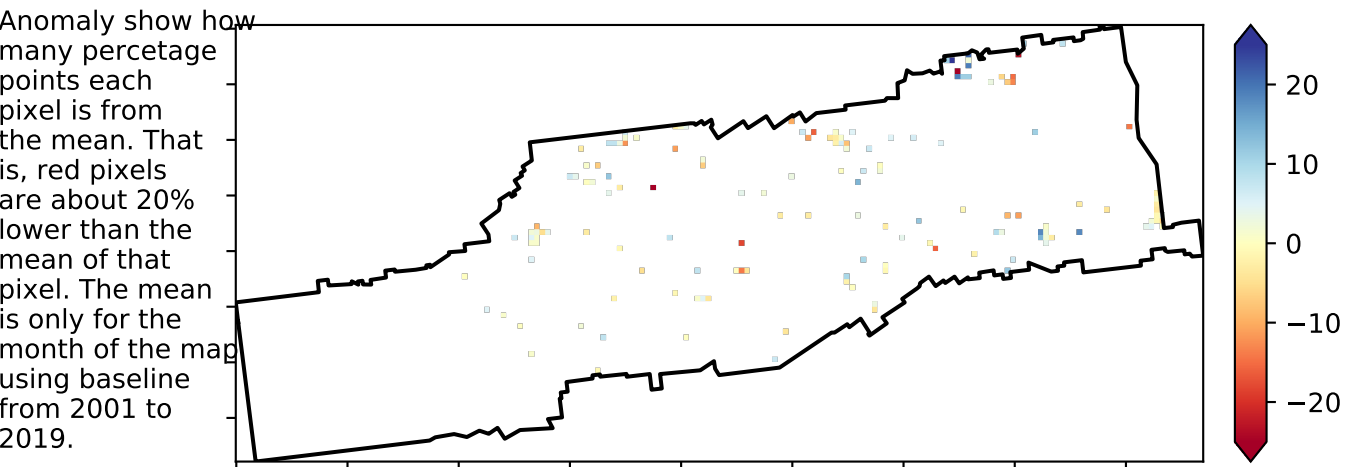 Anomaly show how
many percetage
points each
pixel is from
the mean. That
is, red pixels
are about 20%
lower than the
mean of that
pixel. The mean
is only for the
month of the map
using baseline
from 2001 to
2019.
20
10
0
−10
−20